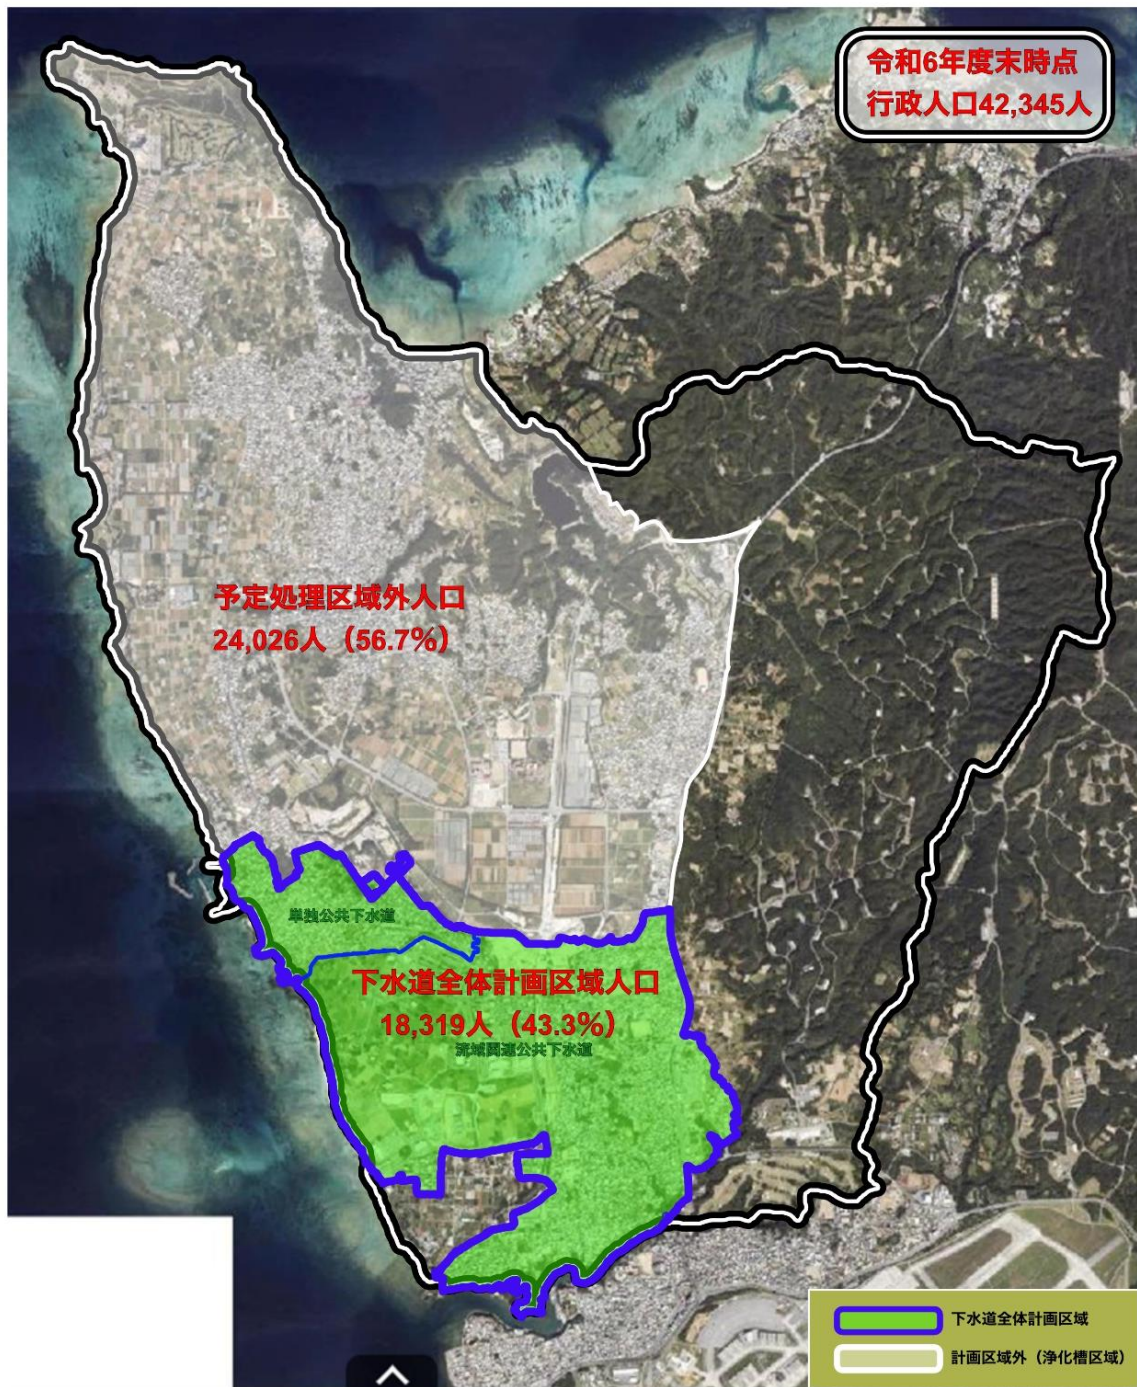 令和6年度末時点
行政人口42,345人
予定処理区域外人口
24,026人（56.7%）
単独公共下水道
下水道全体計画区域人口
18,319人（43.3%）
流域関連公共下水道
下水道全体計画区域
計画区域外（浄化槽区域）